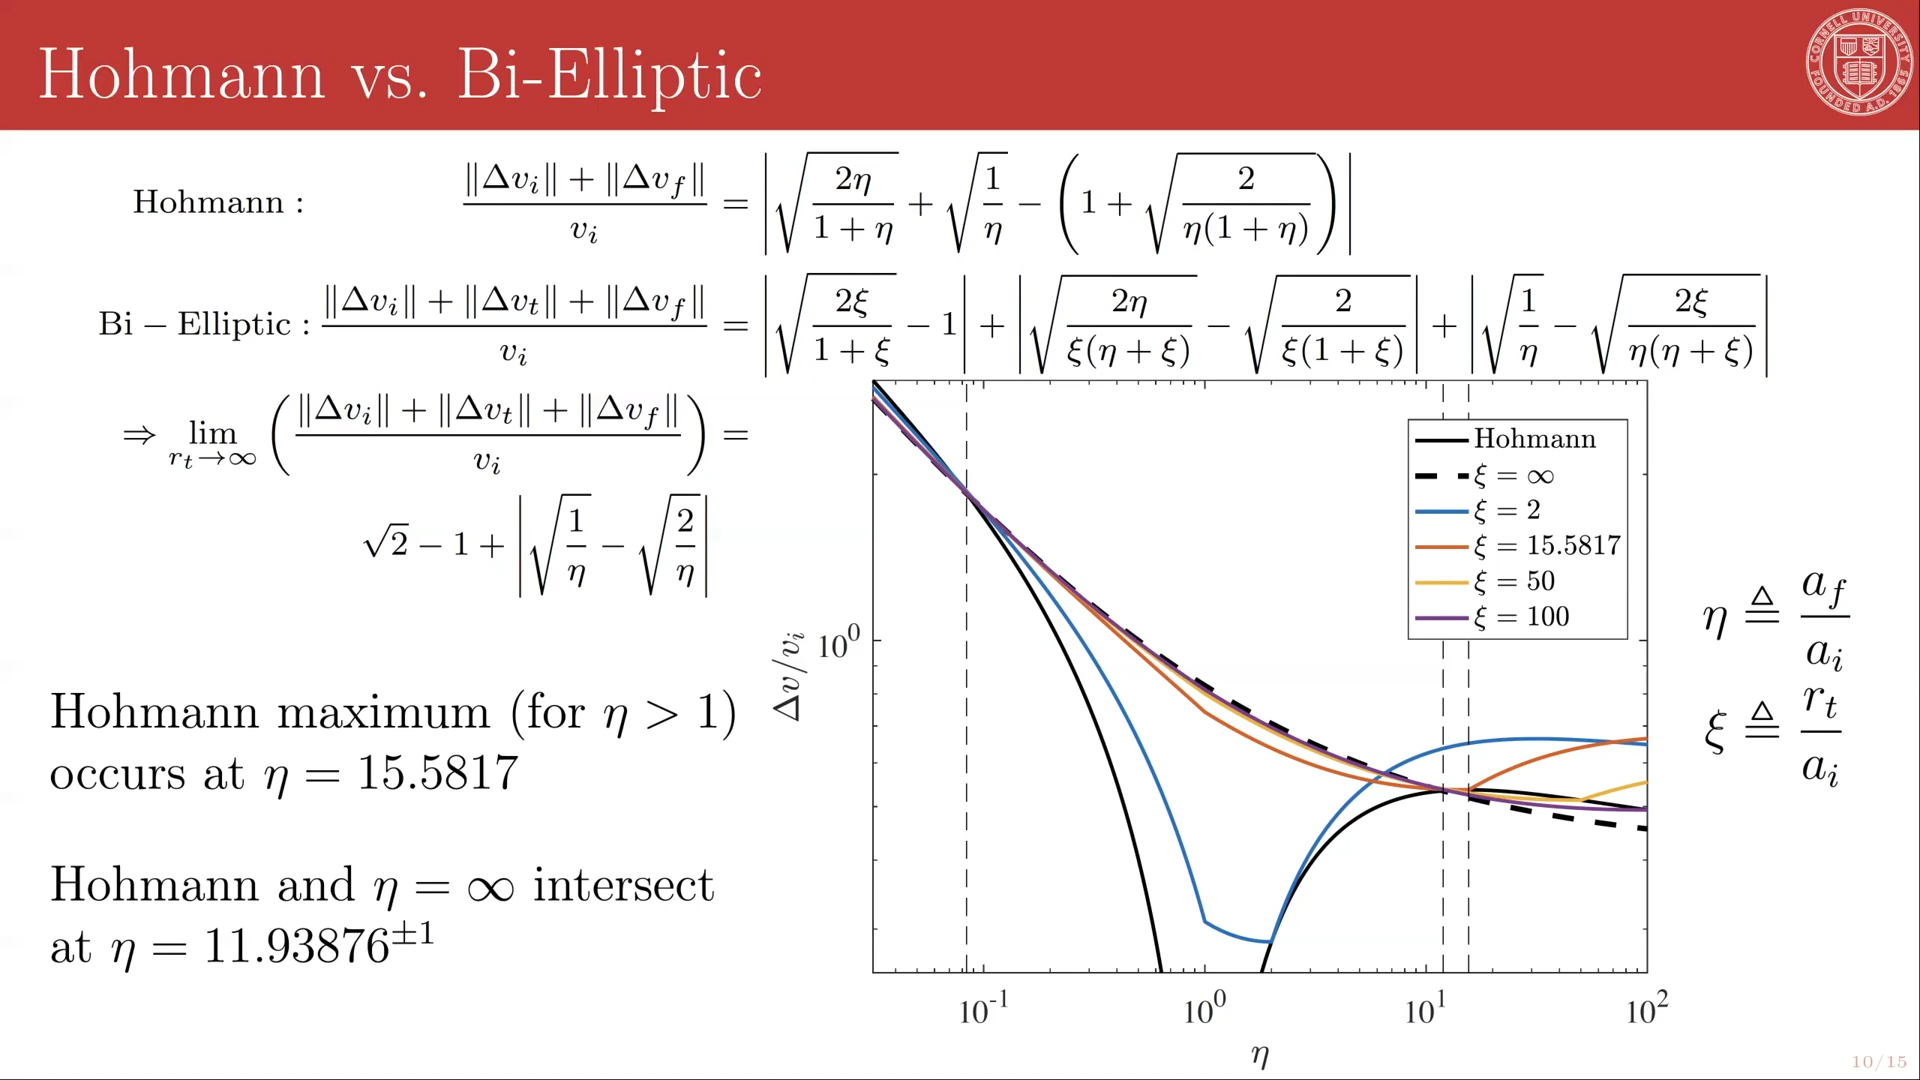 Hohmann vs. Bi-Elliptic
CORNELL UNIVERSITY
FOUNDED A.D. 1865
Hohmann : (‖Δv_i‖ + ‖Δv_f‖)/v_i = |√(2η/(1 + η)) + √(1/η) − (1 + √(2/(η(1 + η))))|
Bi − Elliptic : (‖Δv_i‖ + ‖Δv_t‖ + ‖Δv_f‖)/v_i = |√(2ξ/(1 + ξ)) − 1| + |√(2η/(ξ(η + ξ))) − √(2/(ξ(1 + ξ)))| + |√(1/η) − √(2ξ/(η(η + ξ)))|
⇒ lim_{r_t→∞} ((‖Δv_i‖ + ‖Δv_t‖ + ‖Δv_f‖)/v_i) =
√2 − 1 + |√(1/η) − √(2/η)|
Hohmann maximum (for η > 1)
occurs at η = 15.5817
Hohmann and η = ∞ intersect
at η = 11.93876^{±1}
Δv/v_i
10^0
Hohmann
ξ = ∞
ξ = 2
ξ = 15.5817
ξ = 50
ξ = 100
10^{-1}
10^0
10^1
10^2
η
η ≜ a_f/a_i
ξ ≜ r_t/a_i
10/15